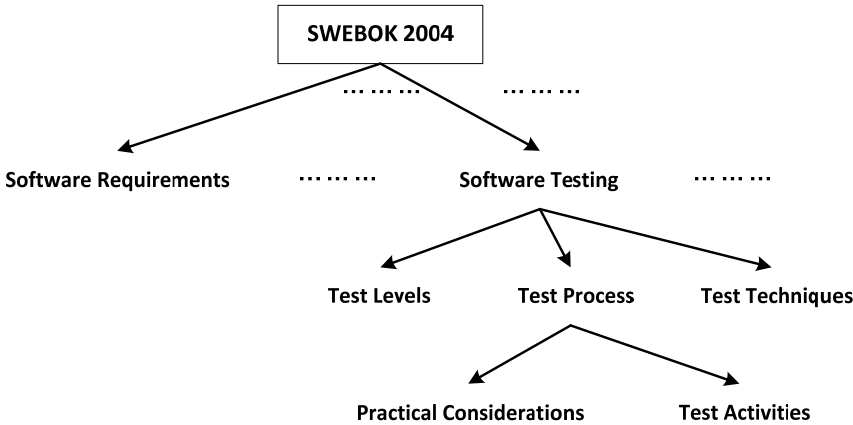 SWEBOK 2004
... ... ... ... ... ...
Software Requirements ... ... ... Software Testing ... ... ...
Test Levels Test Process Test Techniques
Practical Considerations Test Activities